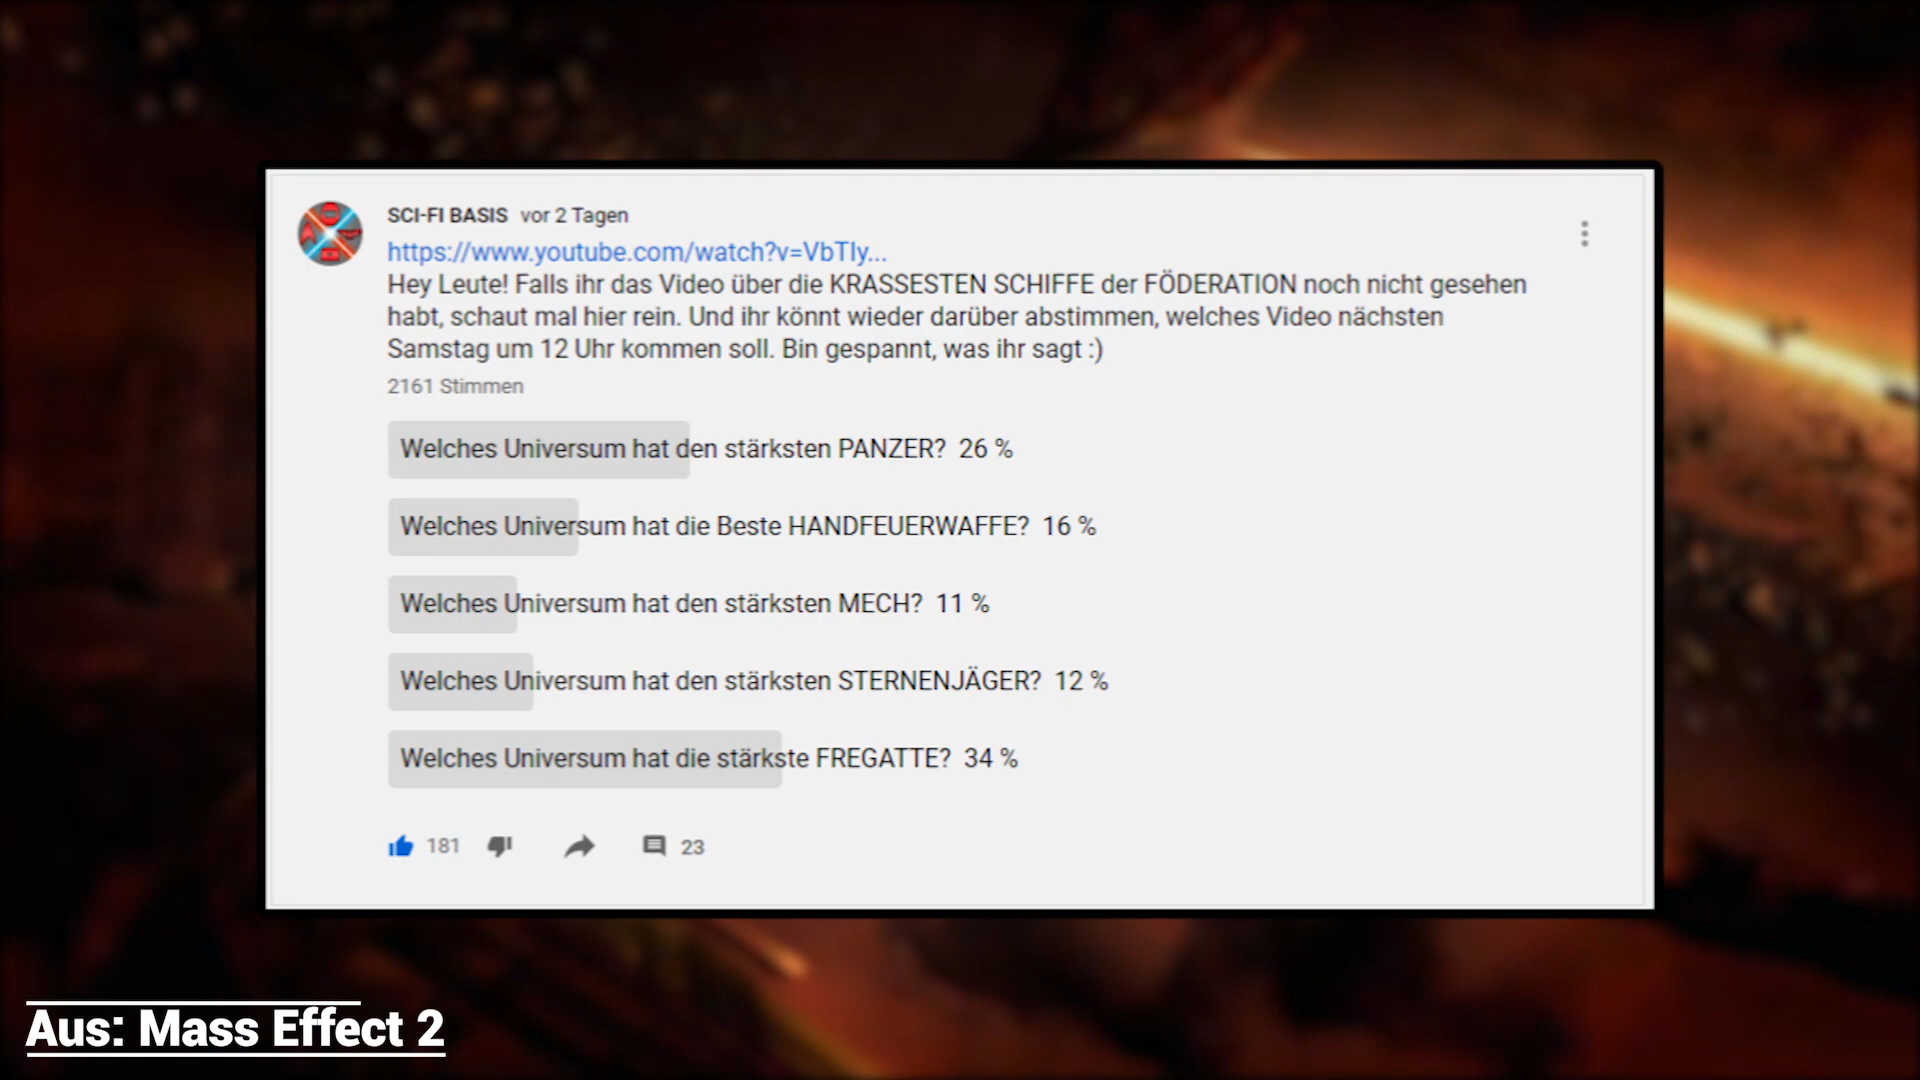 SCI-FI BASIS vor 2 Tagen
https://www.youtube.com/watch?v=VbTIy...
Hey Leute! Falls ihr das Video über die KRASSESTEN SCHIFFE der FÖDERATION noch nicht gesehen
habt, schaut mal hier rein. Und ihr könnt wieder darüber abstimmen, welches Video nächsten
Samstag um 12 Uhr kommen soll. Bin gespannt, was ihr sagt :)
2161 Stimmen
Welches Universum hat den stärksten PANZER? 26 %
Welches Universum hat die Beste HANDFEUERWAFFE? 16 %
Welches Universum hat den stärksten MECH? 11 %
Welches Universum hat den stärksten STERNENJÄGER? 12 %
Welches Universum hat die stärkste FREGATTE? 34 %
181 23
Aus: Mass Effect 2